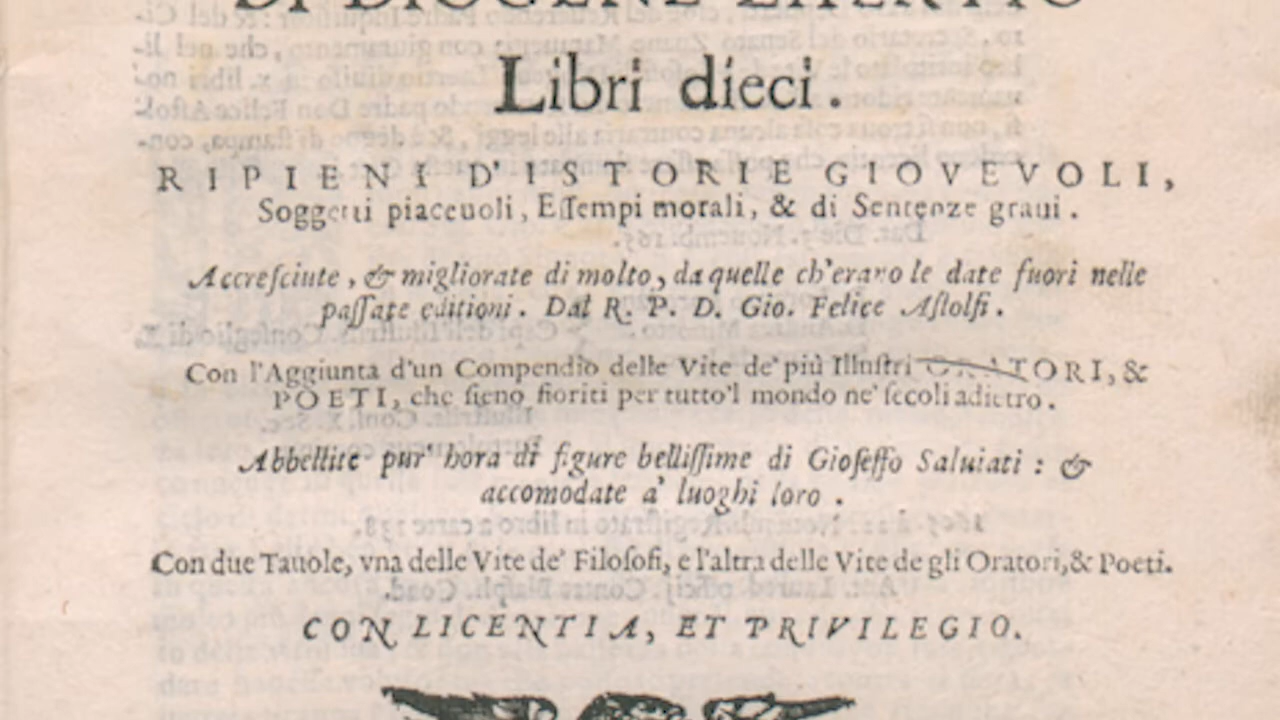 DI DIOGENE LAERTIO
Libri dieci.
RIPIENI D'ISTORIE GIOVEVOLI,
Soggetti piaceuoli, Eſſempi morali, & di Sentenze graui.
Accreſciute, & migliorate di molto, da quelle ch'erano le date fuori nelle
paſſate editioni. Dal R. P. D. Gio. Felice Aſtolfi.
Con l'Aggiunta d'un Compendio delle Vite de' più Illuſtri ORATORI, &
POETI, che ſieno fioriti per tutto'l mondo ne' ſecoli adietro.
Abbellite pur hora di figure belliſſime di Gioſeffo Saluiati: &
accomodate a' luoghi loro.
Con due Tauole, vna delle Vite de' Filoſofi, e l'altra delle Vite de gli Oratori, & Poeti.
CON LICENTIA, ET PRIVILEGIO.